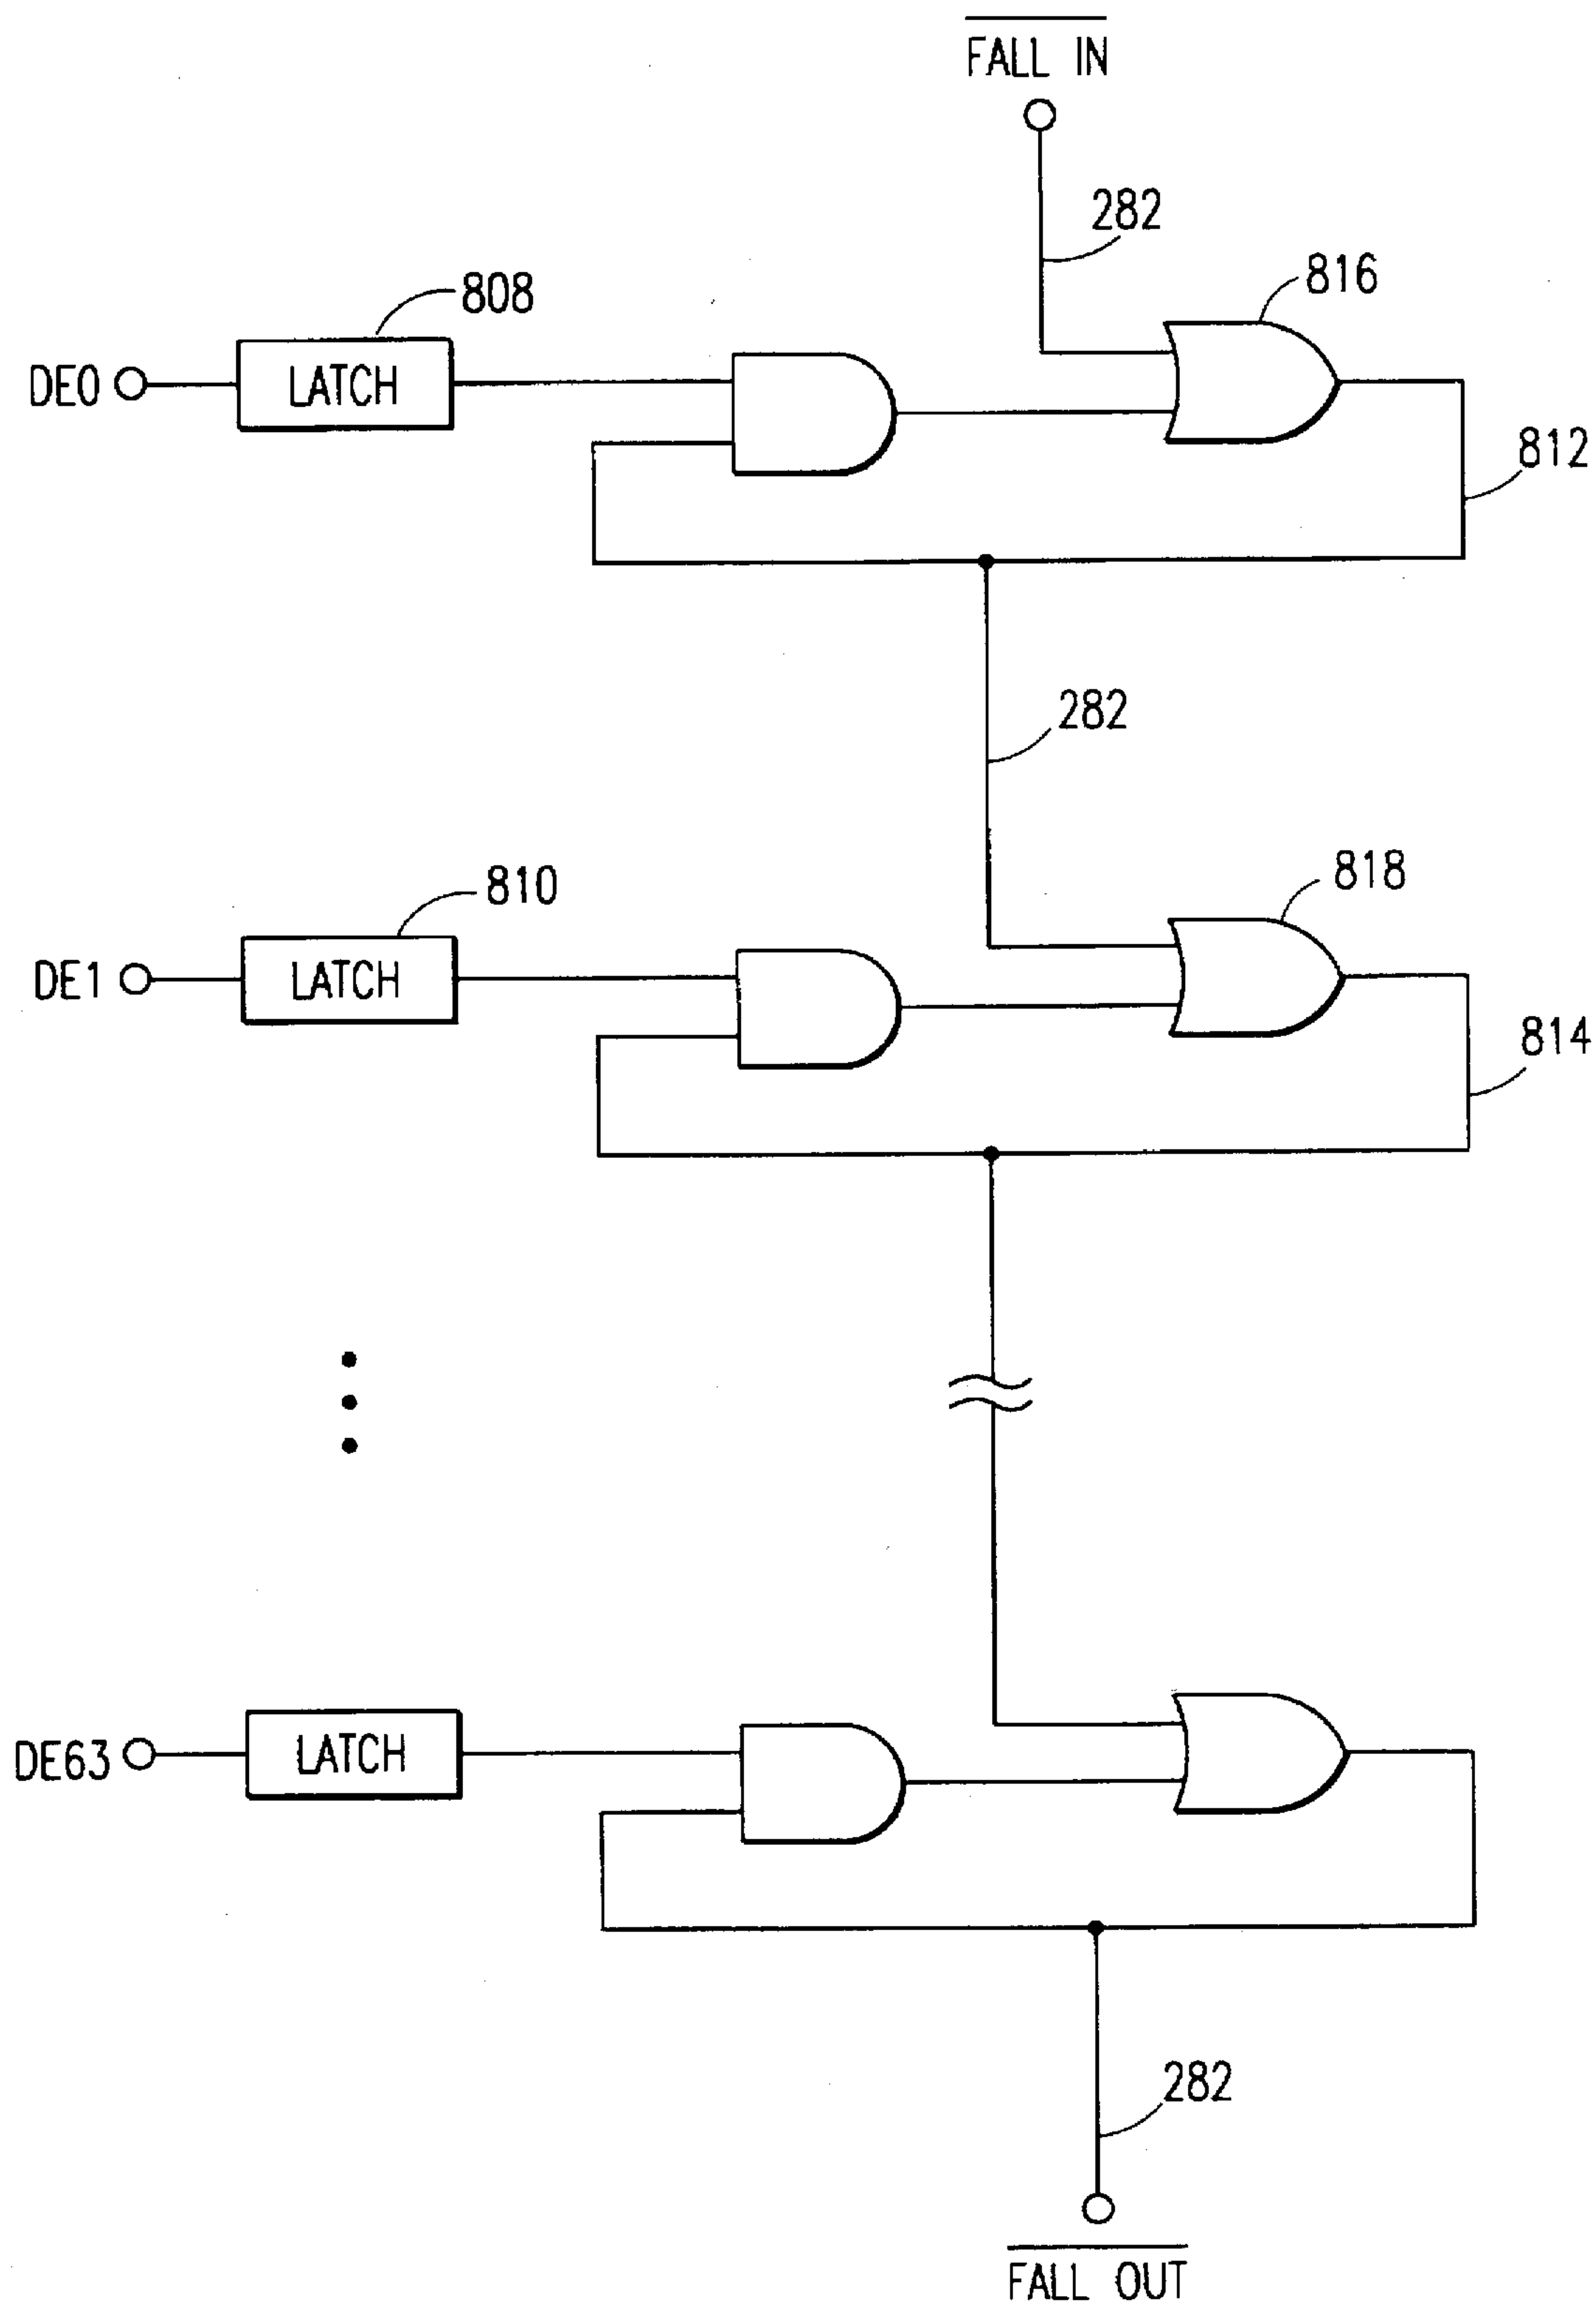 FALL IN
282
816
808
DE0
LATCH
812
282
818
810
DE1
LATCH
814
DE63
LATCH
282
FALL OUT